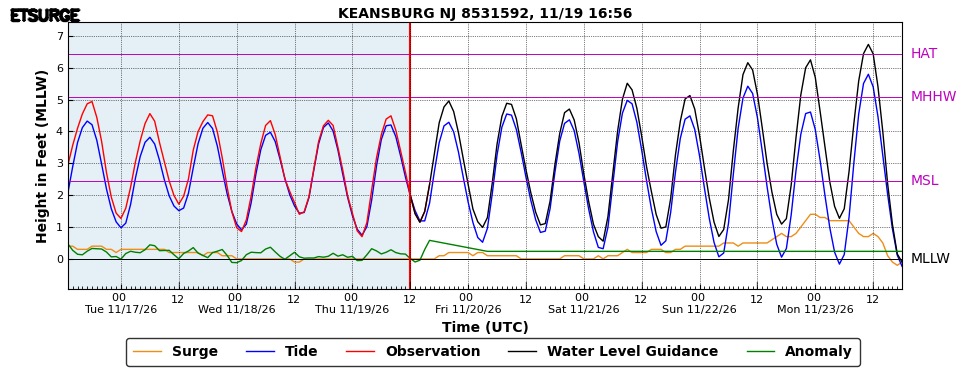 ETSURGE
KEANSBURG NJ 8531592, 11/19 16:56
7
6
5
4
3
2
1
0
Height in Feet (MLLW)
HAT
MHHW
MSL
MLLW
00 12 00 12 00 12 00 12 00 12 00 12 00 12
Tue 11/17/26 Wed 11/18/26 Thu 11/19/26 Fri 11/20/26 Sat 11/21/26 Sun 11/22/26 Mon 11/23/26
Time (UTC)
Surge Tide Observation Water Level Guidance Anomaly